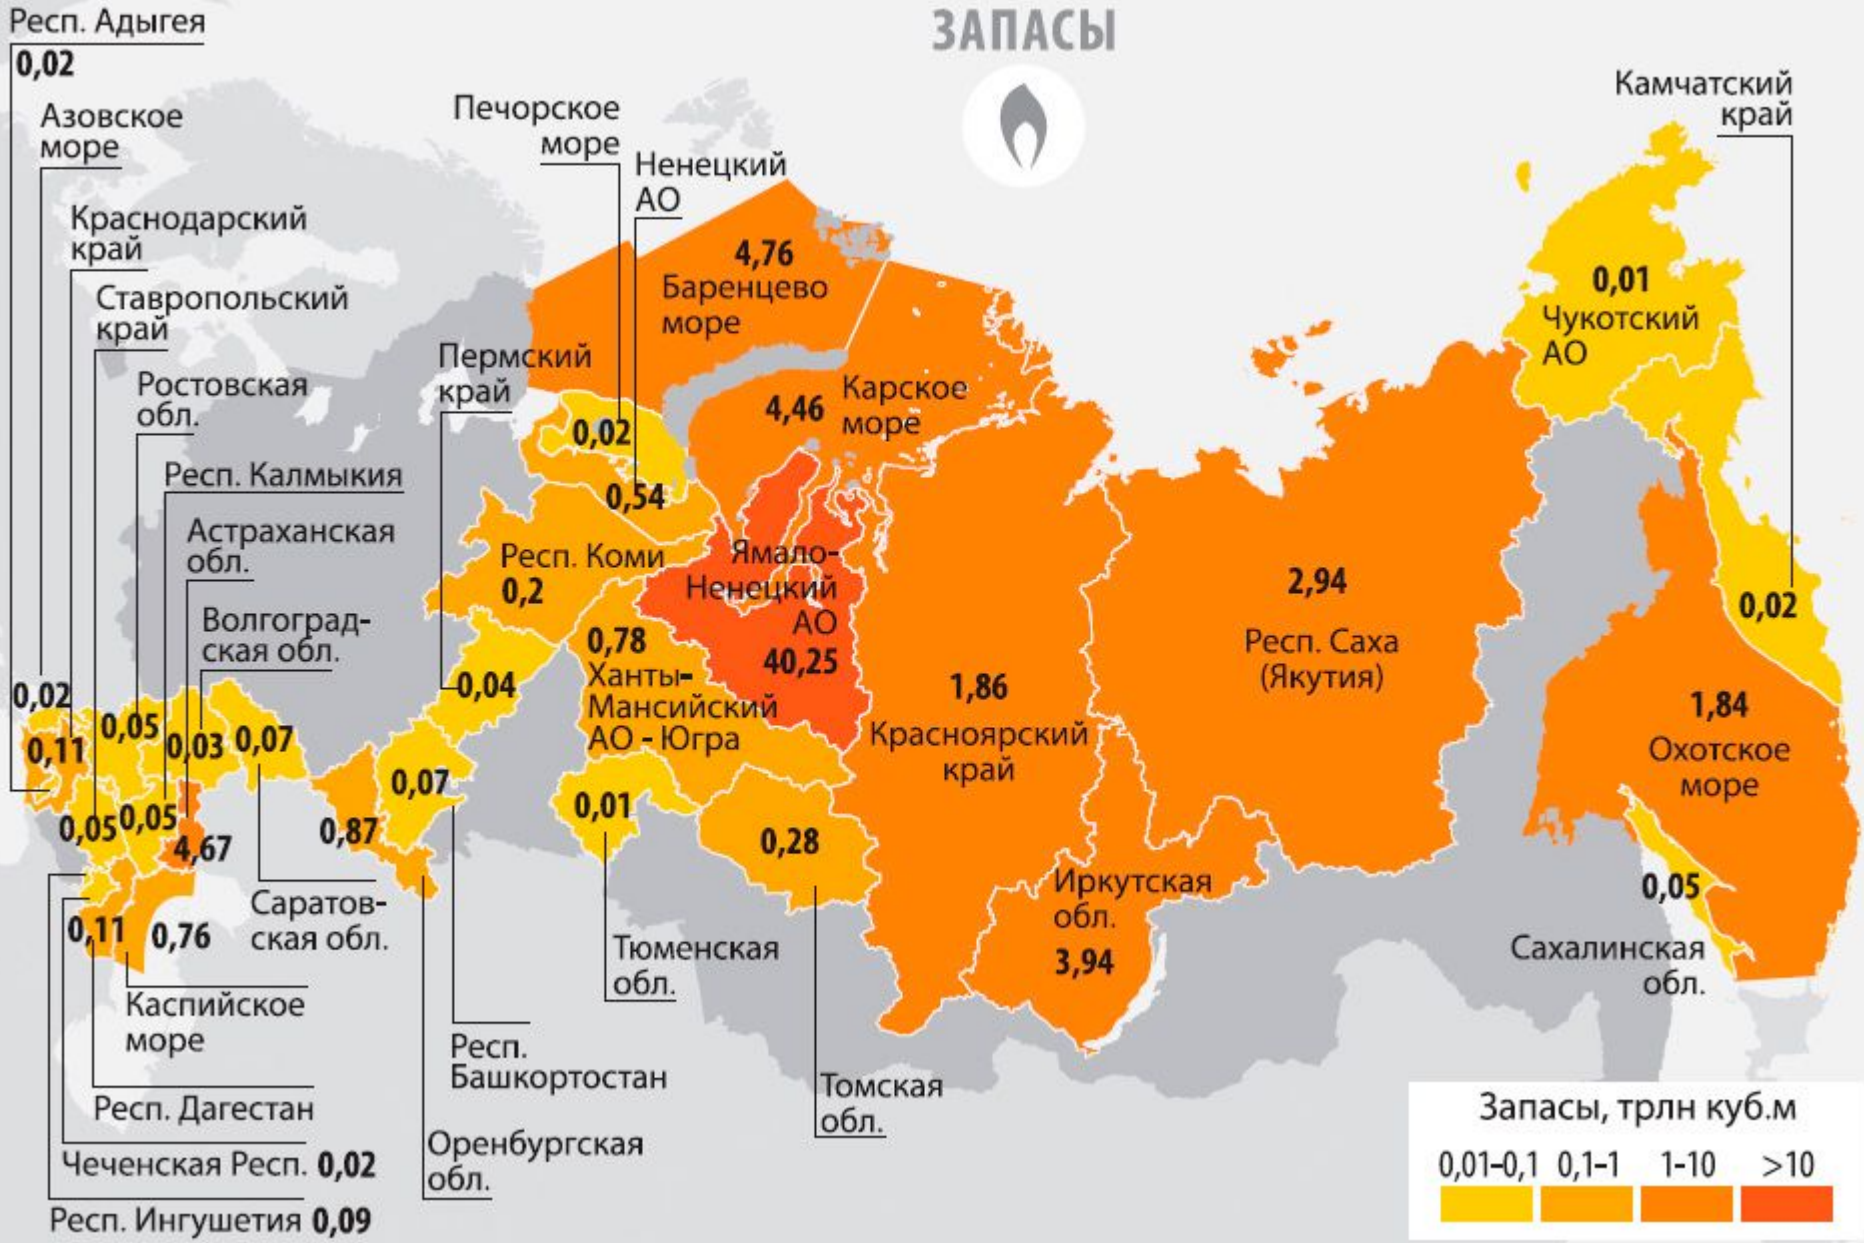 ЗАПАСЫ
Респ. Адыгея
0,02
Азовское
море
0,02
Краснодарский
край
0,11
Ставропольский
край
0,05
Ростовская
обл.
0,05
Респ. Калмыкия
0,05
Астраханская
обл.
4,67
Волгоград-
ская обл.
0,03
0,07
Саратов-
ская обл.
Печорское
море
0,02
Ненецкий
АО
0,54
Пермский
край
0,04
4,76
Баренцево
море
4,46
Карское
море
Респ. Коми
0,2
Ямало-
Ненецкий
АО
40,25
0,78
Ханты-
Мансийский
АО - Югра
1,86
Красноярский
край
2,94
Респ. Саха
(Якутия)
Камчатский
край
0,02
0,01
Чукотский
АО
1,84
Охотское
море
0,05
Сахалинская
обл.
Иркутская
обл.
3,94
0,28
Томская
обл.
0,01
Тюменская
обл.
0,07
Респ.
Башкортостан
0,87
Оренбургская
обл.
0,76
Каспийское
море
0,11
Респ. Дагестан
Чеченская Респ. 0,02
Респ. Ингушетия 0,09
Запасы, трлн куб.м
0,01-0,1 0,1-1 1-10 >10